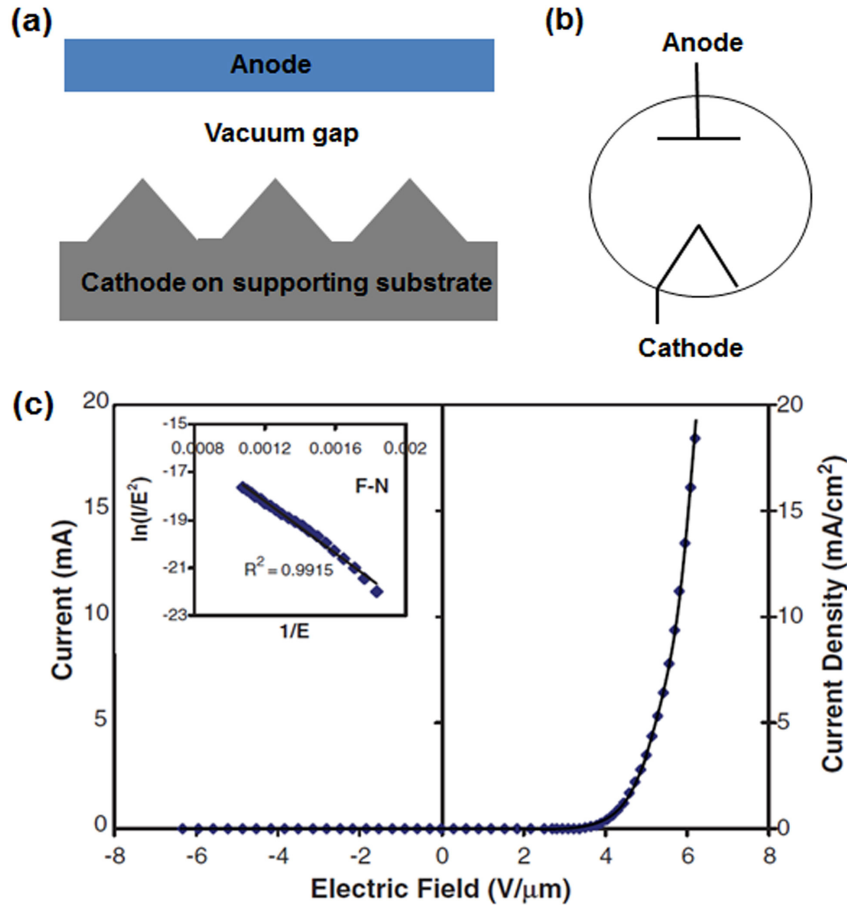 (a)
Anode
Vacuum gap
Cathode on supporting substrate
(b)
Anode
Cathode
(c)
Current (mA)
20
15
10
5
0
-8
-6
-4
-2
0
2
4
6
8
Electric Field (V/μm)
20
15
10
5
0
Current Density (mA/cm²)
ln(I/E²)
-15
-17
-19
-21
-23
0.0008
0.0012
0.0016
0.002
F-N
R² = 0.9915
1/E